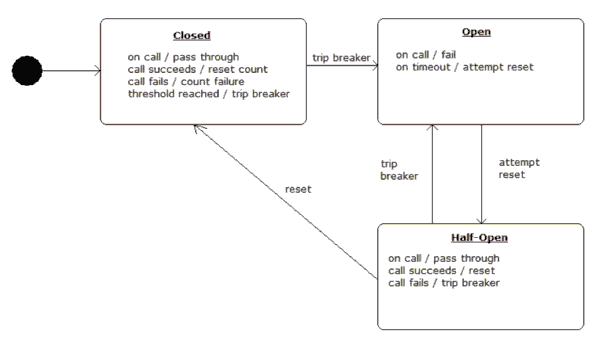 Closed
on call / pass through
call succeeds / reset count
call fails / count failure
threshold reached / trip breaker
trip breaker
Open
on call / fail
on timeout / attempt reset
trip
breaker
attempt
reset
reset
Half-Open
on call / pass through
call succeeds / reset
call fails / trip breaker